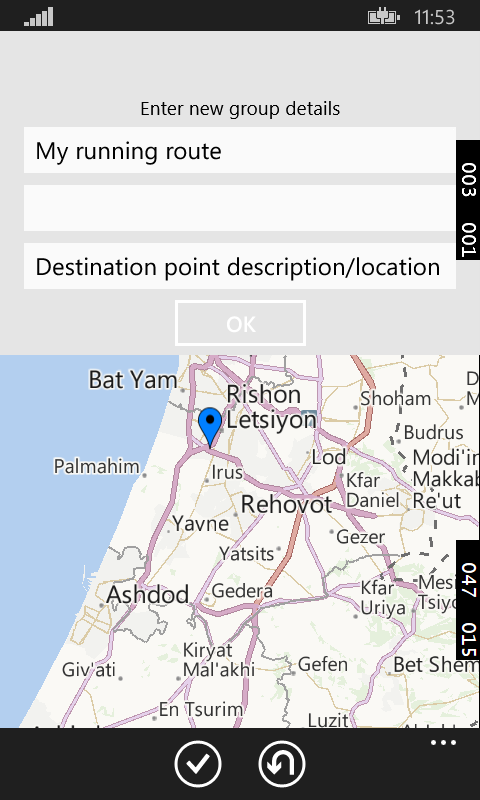 11:53
Enter new group details
My running route
003 001
Destination point description/location
OK
Bat Yam
Rishon
Letsiyon
Shoham
D
M
Budrus
Palmahim
Irus
Lod
Modi'in
Makkab
Re'ut
Kfar
Daniel
Rehovot
Yavne
Gezer
Yatsits
Ashdod
Gedera
Kfar
Uriya
Mesi
Tsiyo
047 015
Kiryat
Mal'akhi
Giv'ati
Gefen
Bet Shem
En Tsurim
Luzit